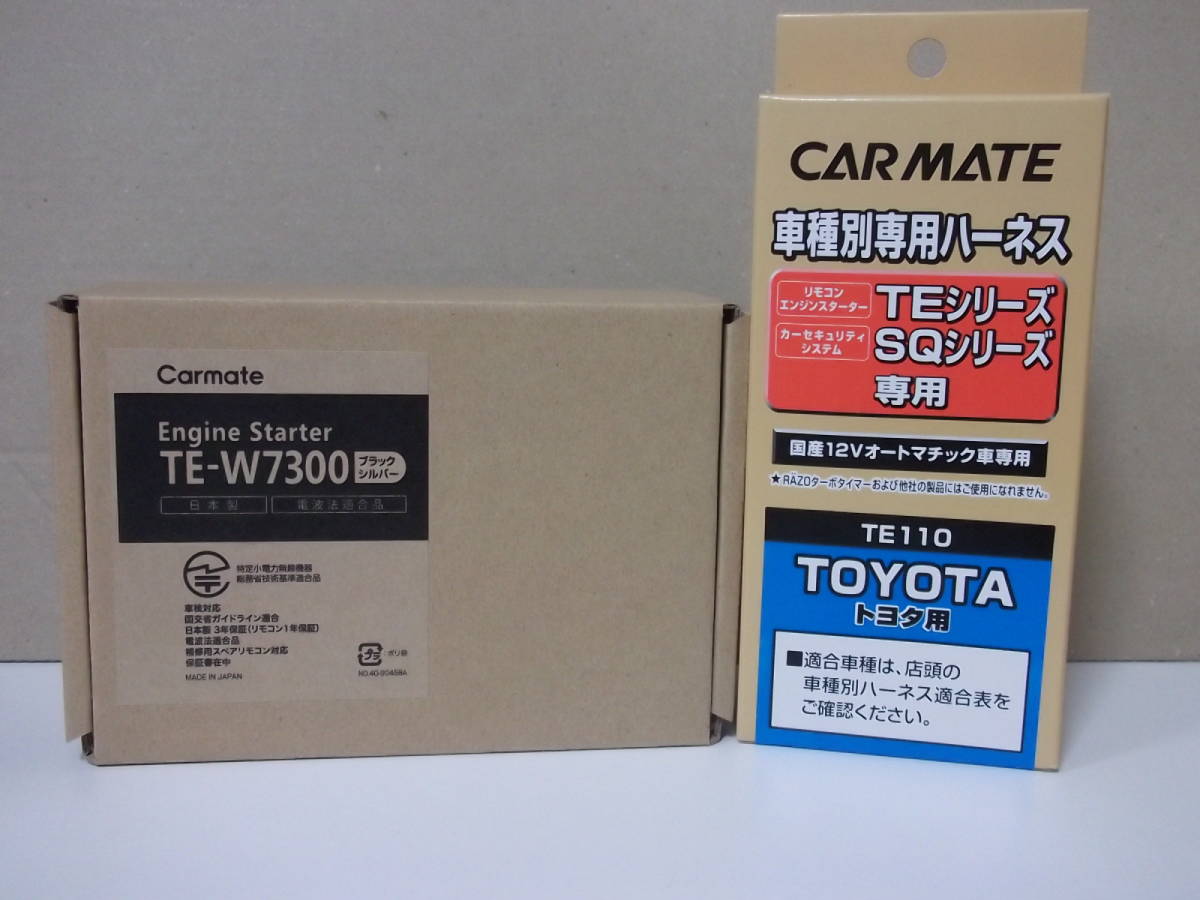 Carmate
Engine Starter
TE-W7300 ブラック シルバー
日本製 電波法適合品
特定小電力無線機器
総務省技術基準適合品
車検対応
国交省ガイドライン適合
日本製 3年保証(リモコン1年保証)
電波法適合品
補修用スペアリモコン対応
保証書在中
MADE IN JAPAN
プラ :ポリ袋
CARMATE
車種別専用ハーネス
リモコン
エンジンスターター
TEシリーズ
カーセキュリティ
システム
SQシリーズ
専用
国産12Vオートマチック車専用
★RÄZOターボタイマーおよび他社の製品にはご使用になれません。
TE110
TOYOTA
トヨタ用
■適合車種は、店頭の
車種別ハーネス適合表を
ご確認ください。